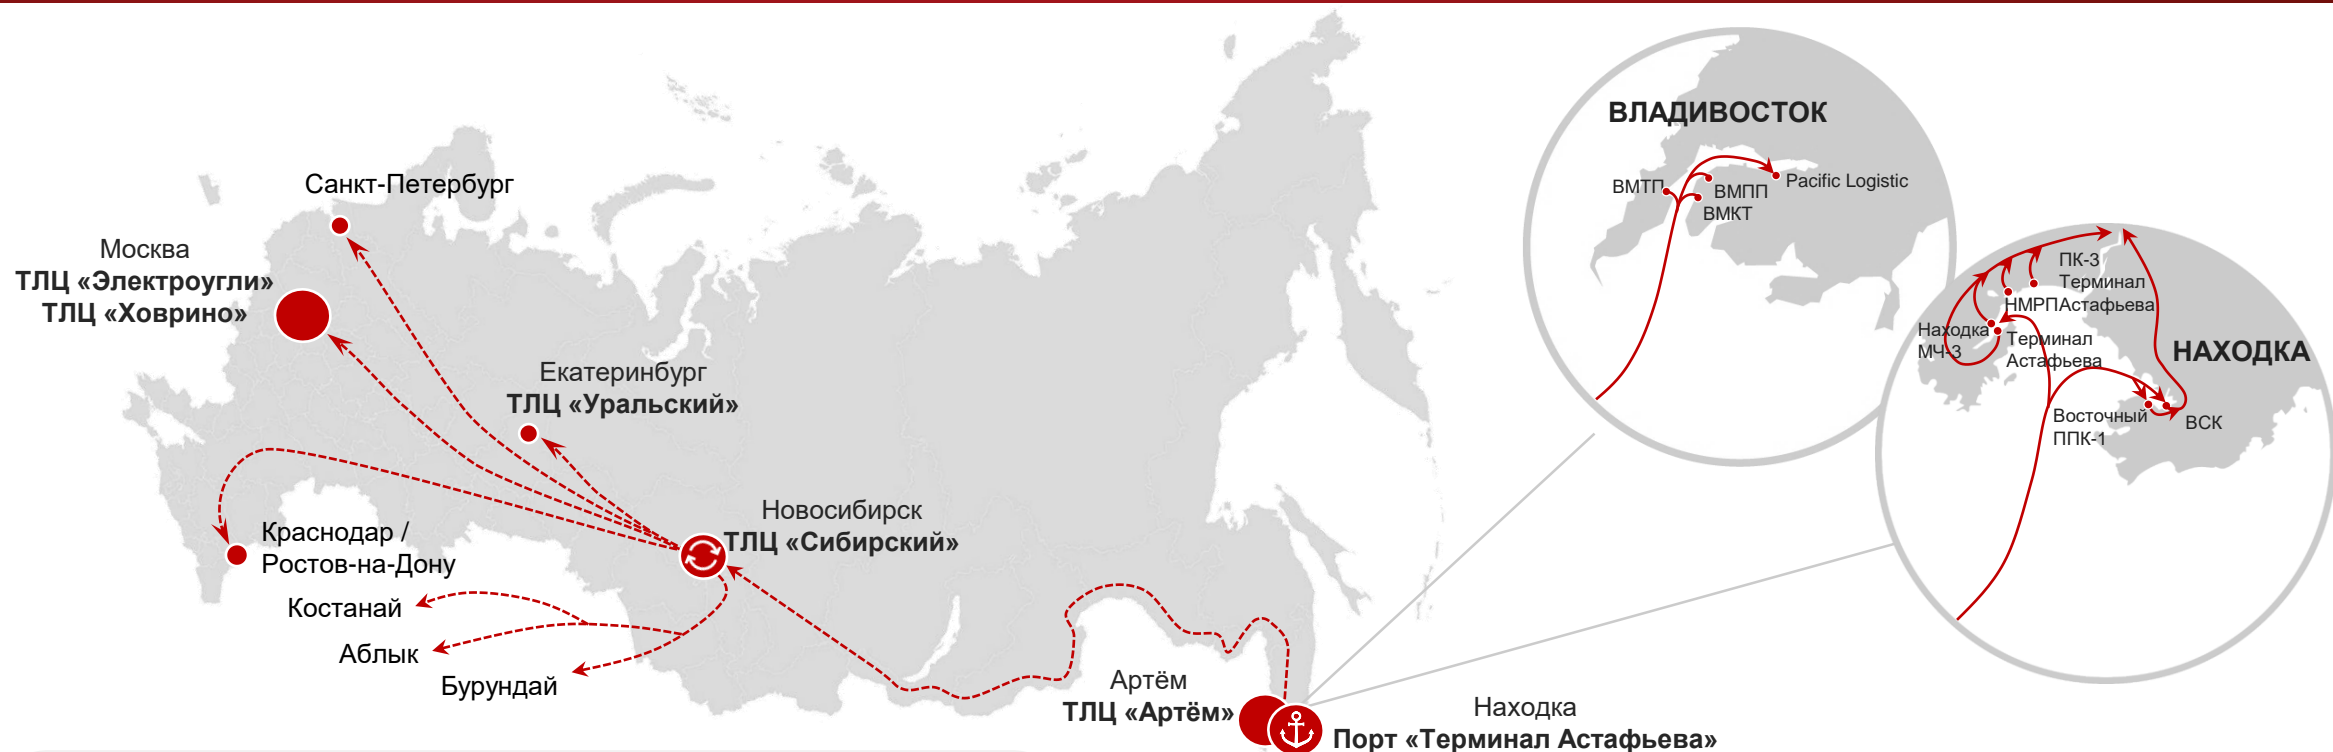 Санкт-Петербург
Москва
ТЛЦ «Электроугли»
ТЛЦ «Ховрино»
Екатеринбург
ТЛЦ «Уральский»
Новосибирск
ТЛЦ «Сибирский»
Краснодар /
Ростов-на-Дону
Костанай
Аблык
Бурундай
Артём
ТЛЦ «Артём»
Находка
Порт «Терминал Астафьева»
ВЛАДИВОСТОК
ВМТП
ВМПП
ВМКТ
Pacific Logistic
НАХОДКА
ПК-3
Терминал
Астафьева
НМРП
Находка
МЧ-3
Терминал
Астафьева
Восточный
ППК-1
ВСК